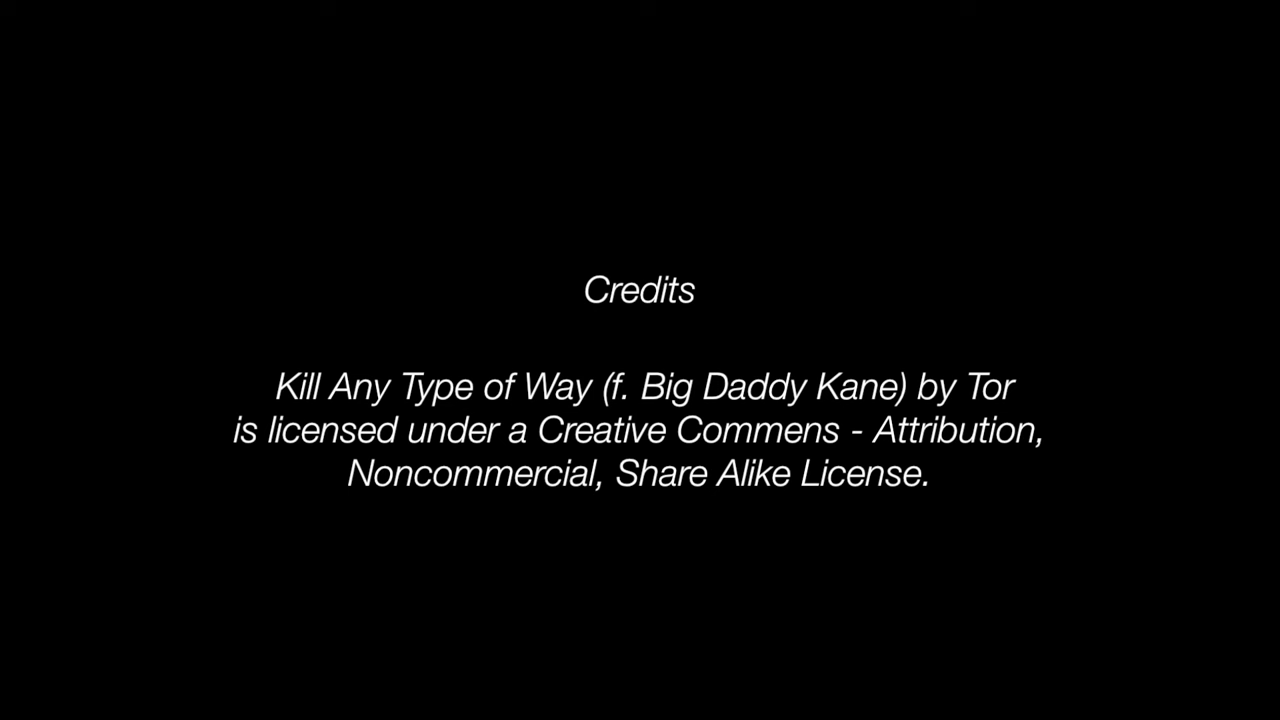 Credits
Kill Any Type of Way (f. Big Daddy Kane) by Tor
is licensed under a Creative Commens - Attribution,
Noncommercial, Share Alike License.